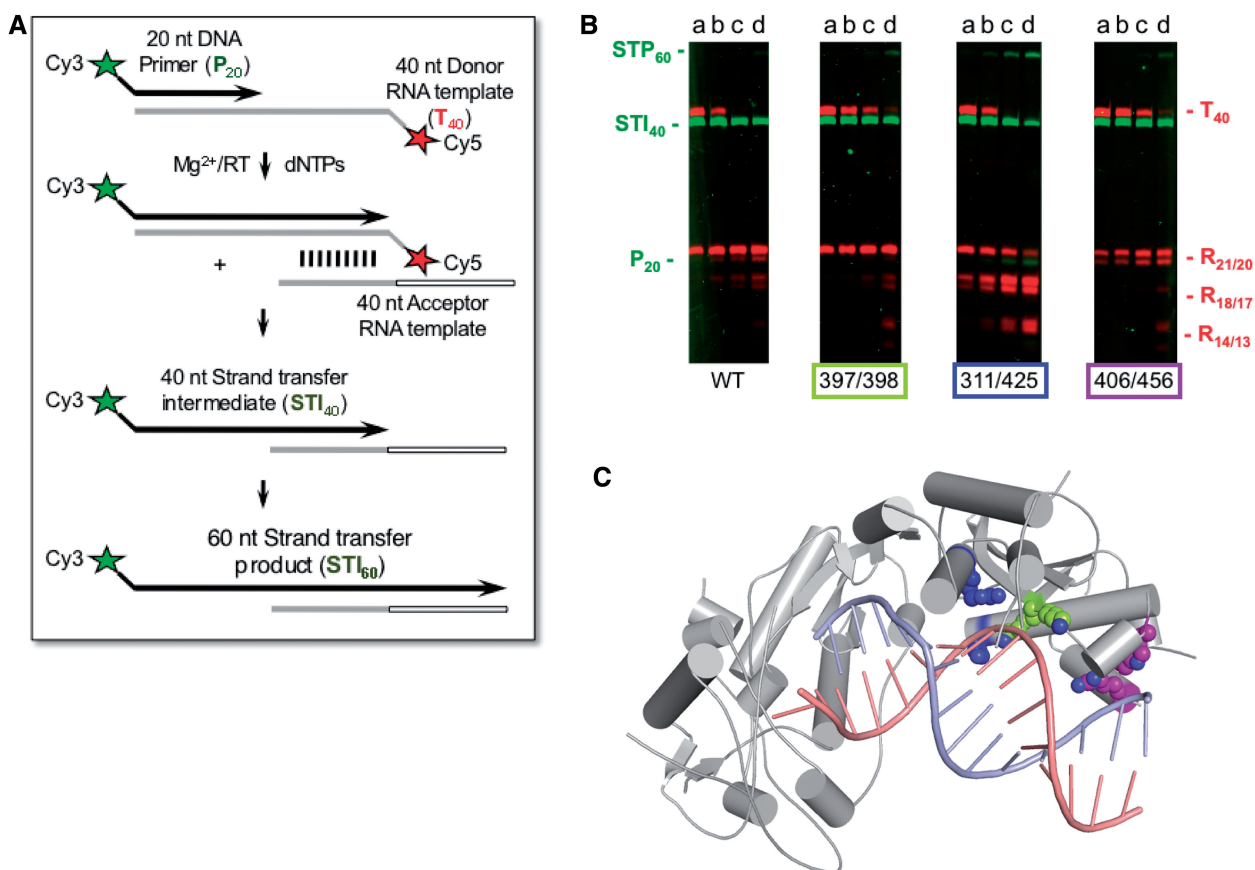 A
20 nt DNA
Primer (P20)
Cy3
40 nt Donor
RNA template
(T40)
Cy5
Mg2+/RT dNTPs
Cy3
+
Cy5
40 nt Acceptor
RNA template
40 nt Strand transfer
intermediate (STI40)
Cy3
60 nt Strand transfer
product (STI60)
Cy3
B
a b c d a b c d a b c d a b c d
STP60 -
STI40 -
P20 -
- T40
- R21/20
- R18/17
- R14/13
WT 397/398 311/425 406/456
C